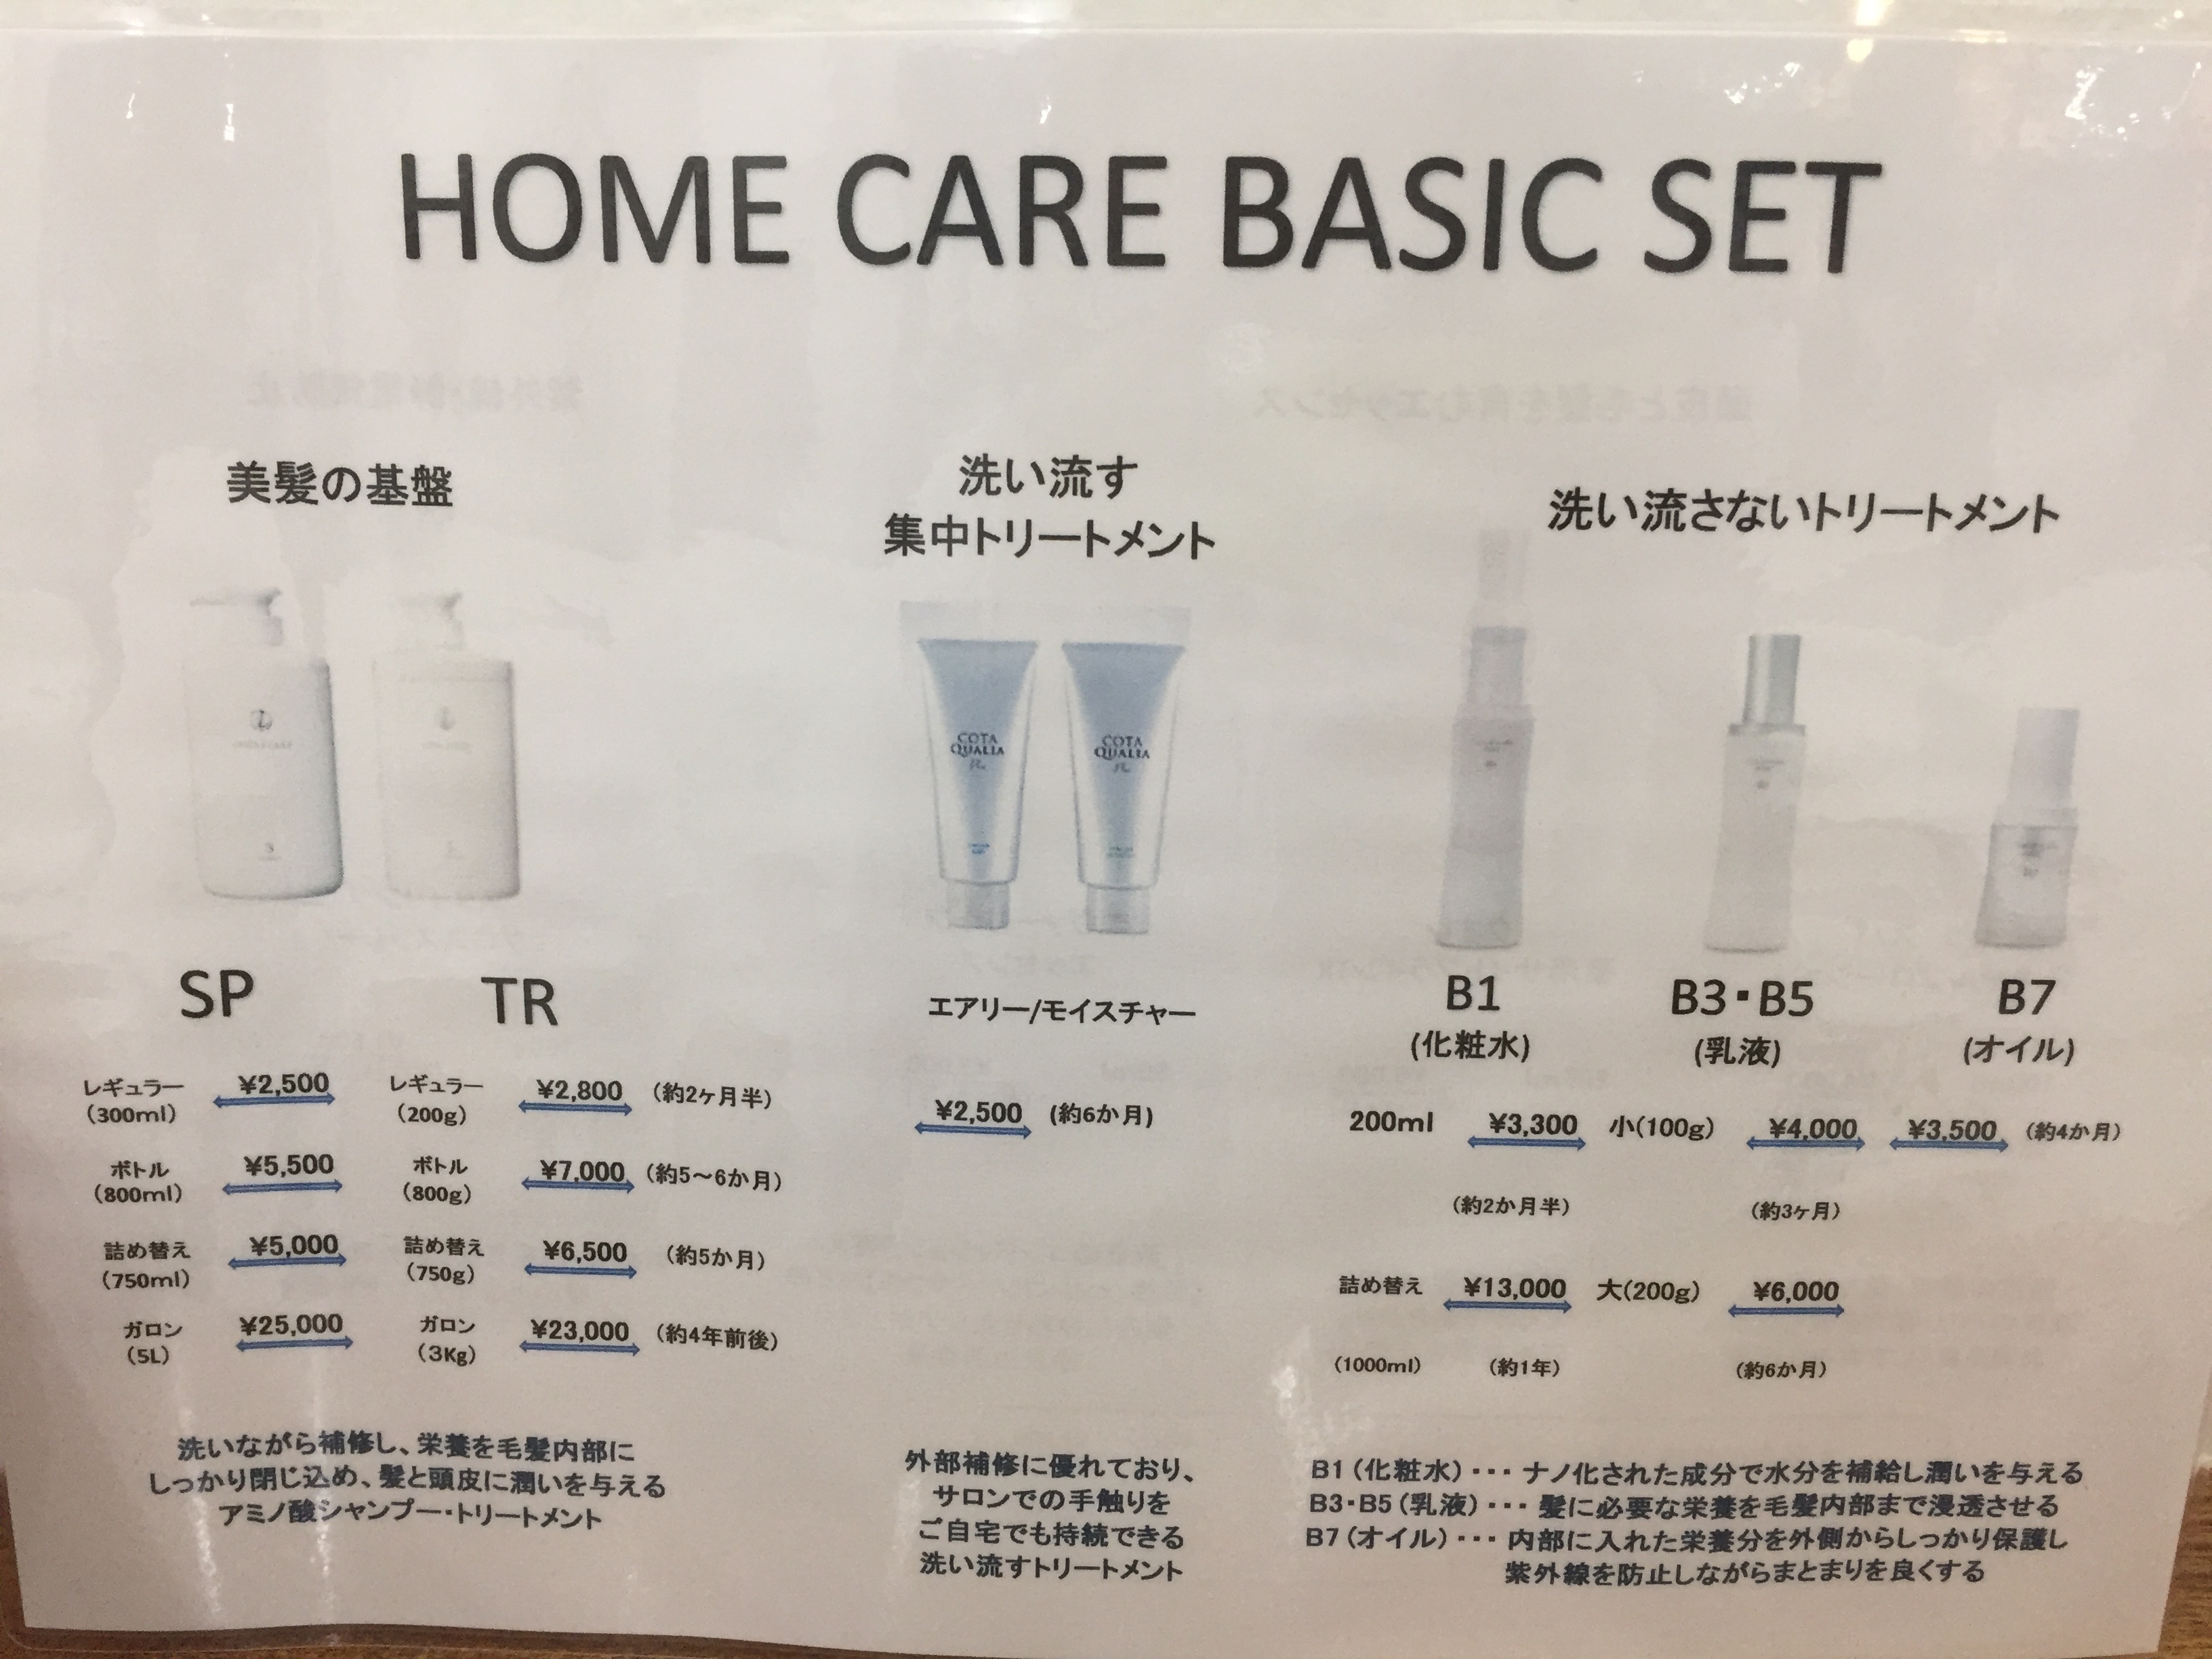 HOME CARE BASIC SET
美髪の基盤
洗い流す
集中トリートメント
洗い流さないトリートメント
COTA
QUALIA
COTA
QUALIA
SP
TR
エアリー/モイスチャー
B1
(化粧水)
B3・B5
(乳液)
B7
(オイル)
レギュラー
(300ml)
¥2,500
レギュラー
(200g)
¥2,800
(約2ヶ月半)
ボトル
(800ml)
¥5,500
ボトル
(800g)
¥7,000
(約5～6か月)
詰め替え
(750ml)
¥5,000
詰め替え
(750g)
¥6,500
(約5か月)
ガロン
(5L)
¥25,000
ガロン
(3Kg)
¥23,000
(約4年前後)
¥2,500 (約6か月)
200ml ¥3,300
(約2か月半)
小(100g) ¥4,000
(約3ヶ月)
¥3,500 (約4か月)
詰め替え ¥13,000
(1000ml) (約1年)
大(200g) ¥6,000
(約6か月)
洗いながら補修し、栄養を毛髪内部に
しっかり閉じ込め、髪と頭皮に潤いを与える
アミノ酸シャンプー・トリートメント
外部補修に優れており、
サロンでの手触りを
ご自宅でも持続できる
洗い流すトリートメント
B1(化粧水)・・・ ナノ化された成分で水分を補給し潤いを与える
B3・B5(乳液)・・・ 髪に必要な栄養を毛髪内部まで浸透させる
B7(オイル)・・・ 内部に入れた栄養分を外側からしっかり保護し
紫外線を防止しながらまとまりを良くする